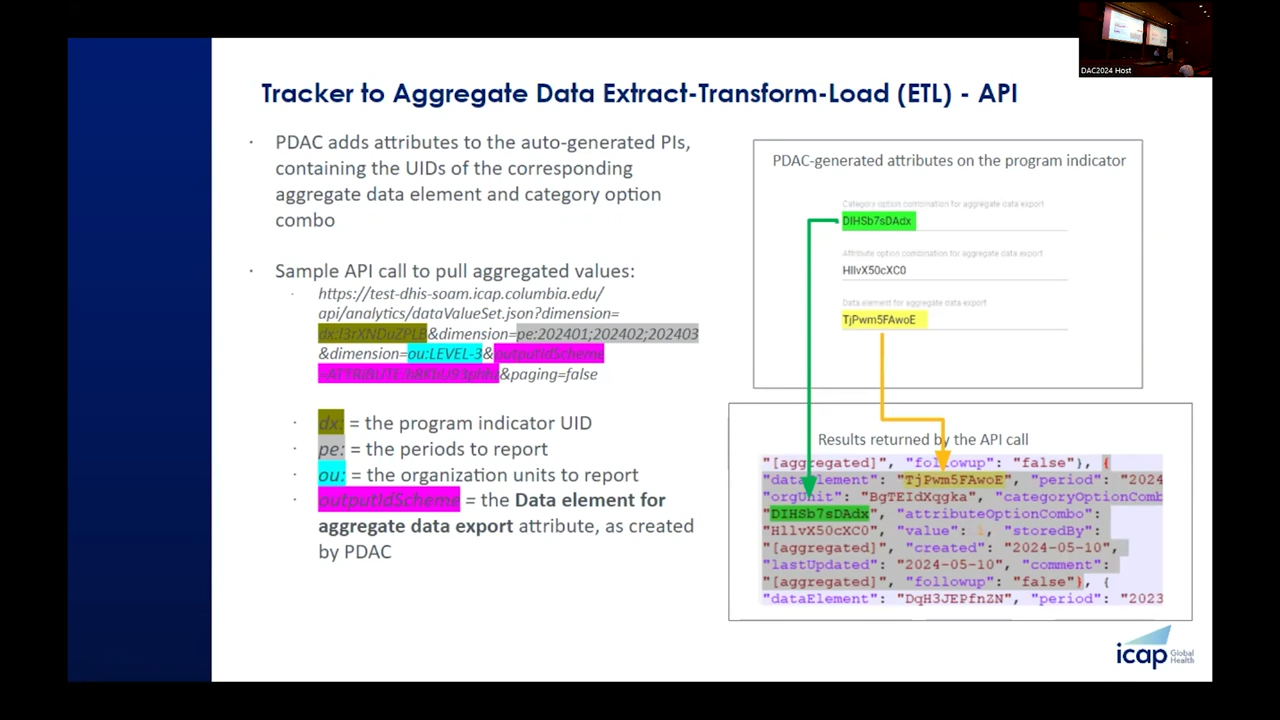 DAC2024 Host
Tracker to Aggregate Data Extract-Transform-Load (ETL) - API
· PDAC adds attributes to the auto-generated PIs,
containing the UIDs of the corresponding
aggregate data element and category option
combo
· Sample API call to pull aggregated values:
· https://test-dhis-soam.icap.columbia.edu/
api/analytics/dataValueSet.json?dimension=
dx:l3rXNDuZPLB&dimension=pe:202401;202402;202403
&dimension=ou:LEVEL-3&outputIdScheme
&paging=false
· dx: = the program indicator UID
· pe: = the periods to report
· ou: = the organization units to report
· outputIdScheme = the Data element for
aggregate data export attribute, as created
by PDAC
PDAC-generated attributes on the program indicator
Category option combination for aggregate data export
DIHSb7sDAdx
Attribute option combination for aggregate data export
HllvX50cXC0
Data element for aggregate data export
TjPwm5FAwoE
Results returned by the API call
"[aggregated]", "followup": "false"}, {
"dataElement": "TjPwm5FAwoE", "period": "2024
"orgUnit": "BgTEIdXqgka", "categoryOptionComb
"DIHSb7sDAdx", "attributeOptionCombo":
"HllvX50cXC0", "value": 1, "storedBy":
"[aggregated]", "created": "2024-05-10",
"lastUpdated": "2024-05-10", "comment":
"[aggregated]", "followup": "false"}, {
"dataElement": "DqH3JEPfnZN", "period": "2023
icap Global
Health